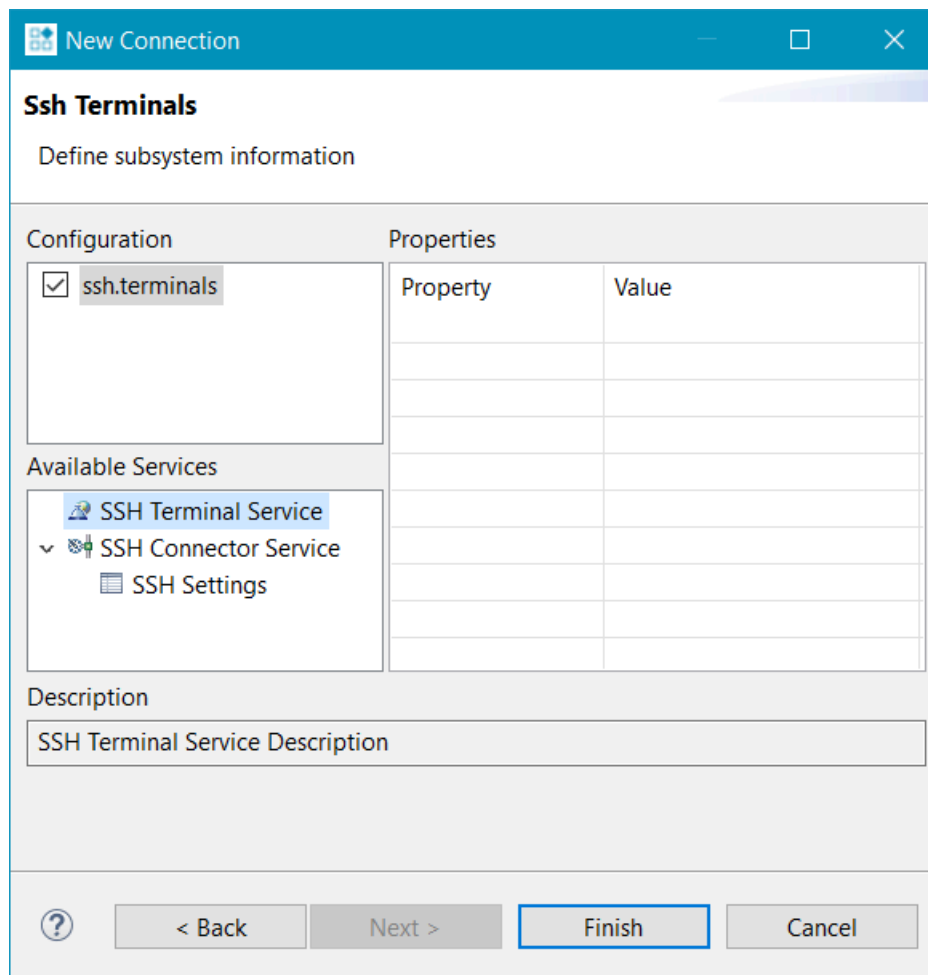 New Connection
Ssh Terminals
Define subsystem information
Configuration
Properties
ssh.terminals
Property
Value
Available Services
SSH Terminal Service
SSH Connector Service
SSH Settings
Description
SSH Terminal Service Description
?
< Back
Next >
Finish
Cancel